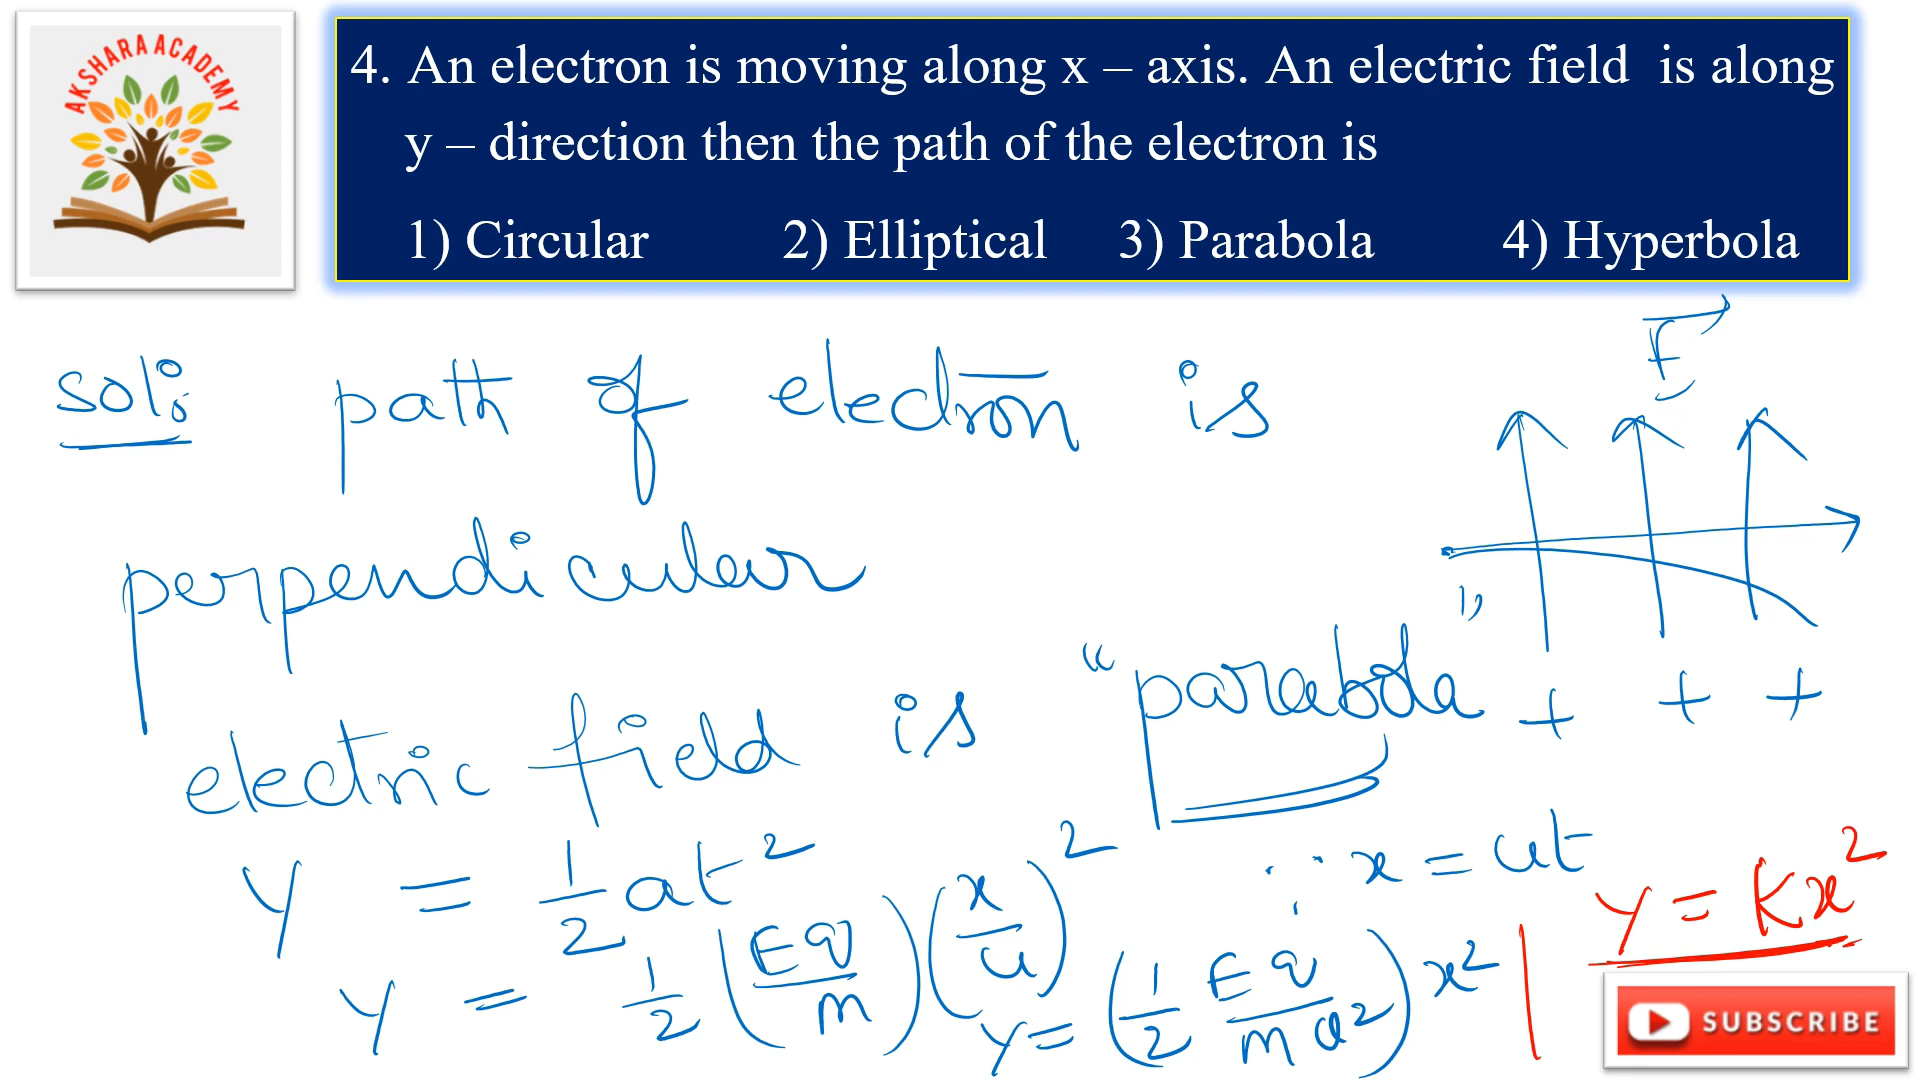 AKSHARA ACADEMY
4. An electron is moving along x – axis. An electric field is along
y – direction then the path of the electron is
1) Circular 2) Elliptical 3) Parabola 4) Hyperbola
sol: path of electron is
perpendicular
electric field is "parabola"
E
+ + +
y = 1/2 at² ∵ x = ut
y = 1/2 (Eq/m) (x/u)²
y = (1/2 Eq/mu²) x²
y = Kx²
SUBSCRIBE